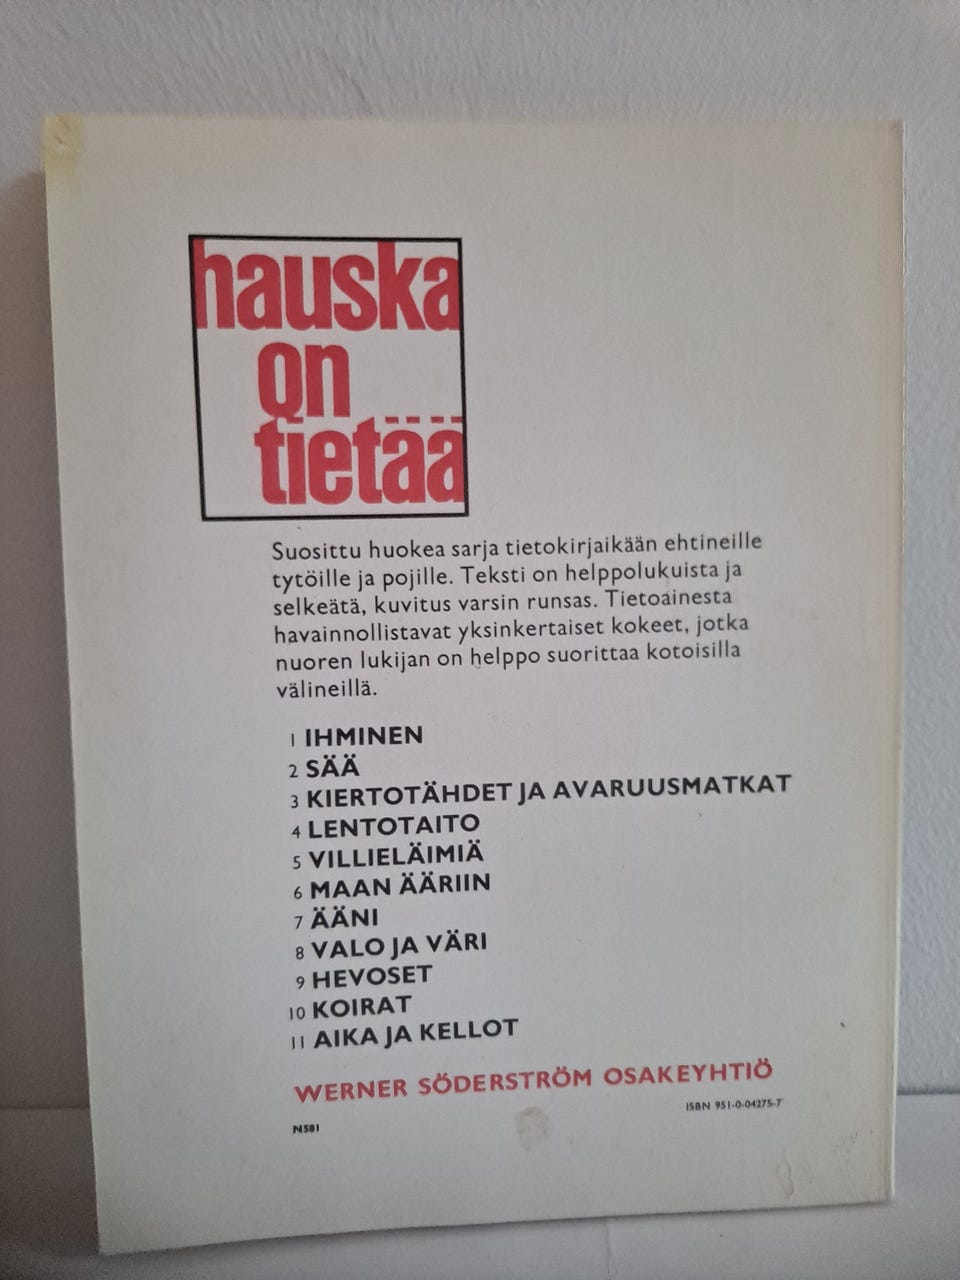 hauska
on
tietää
Suosittu huokea sarja tietokirjaikään ehtineille
tytöille ja pojille. Teksti on helppolukuista ja
selkeätä, kuvitus varsin runsas. Tietoainesta
havainnollistavat yksinkertaiset kokeet, jotka
nuoren lukijan on helppo suorittaa kotoisilla
välineillä.
1 IHMINEN
2 SÄÄ
3 KIERTOTÄHDET JA AVARUUSMATKAT
4 LENTOTAITO
5 VILLIELÄIMIÄ
6 MAAN ÄÄRIIN
7 ÄÄNI
8 VALO JA VÄRI
9 HEVOSET
10 KOIRAT
11 AIKA JA KELLOT
WERNER SÖDERSTRÖM OSAKEYHTIÖ
ISBN 951-0-04275-7
N581